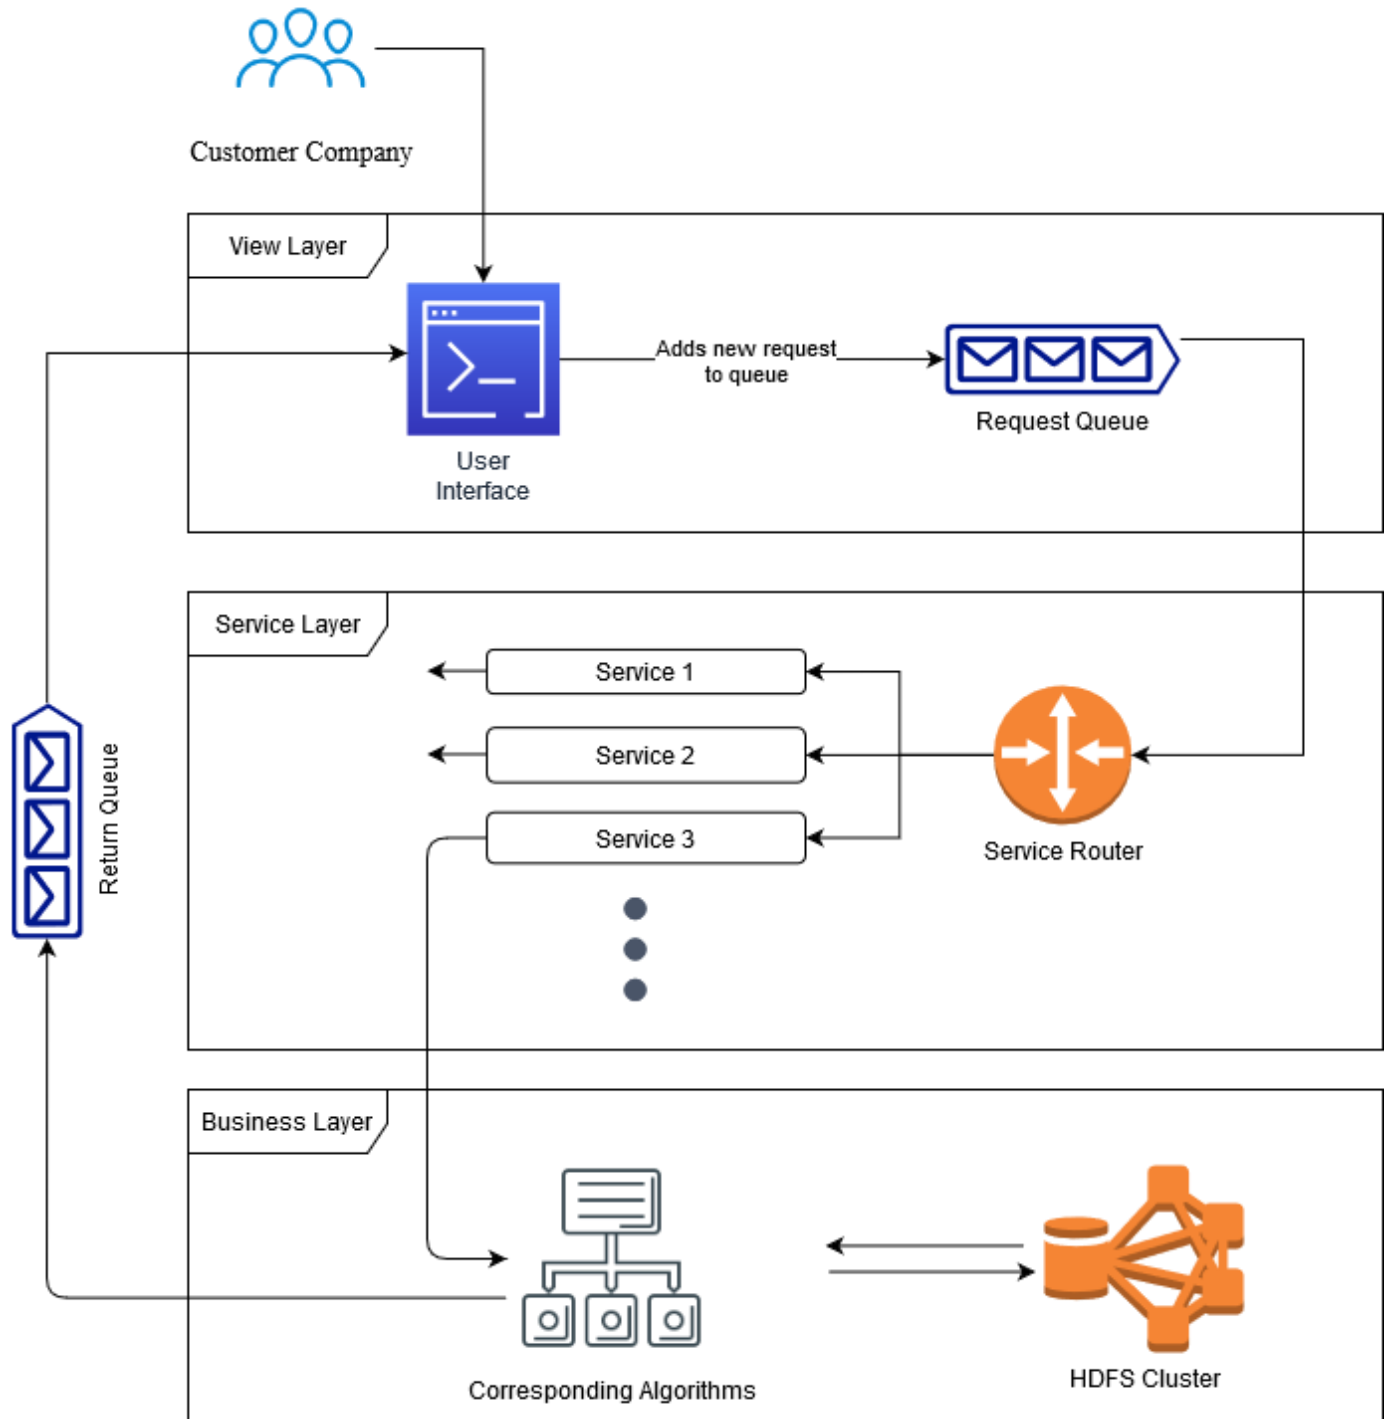 Customer Company
View Layer
Adds new request
to queue
Request Queue
User
Interface
Service Layer
Service 1
Service 2
Service 3
Service Router
Return Queue
Business Layer
Corresponding Algorithms
HDFS Cluster